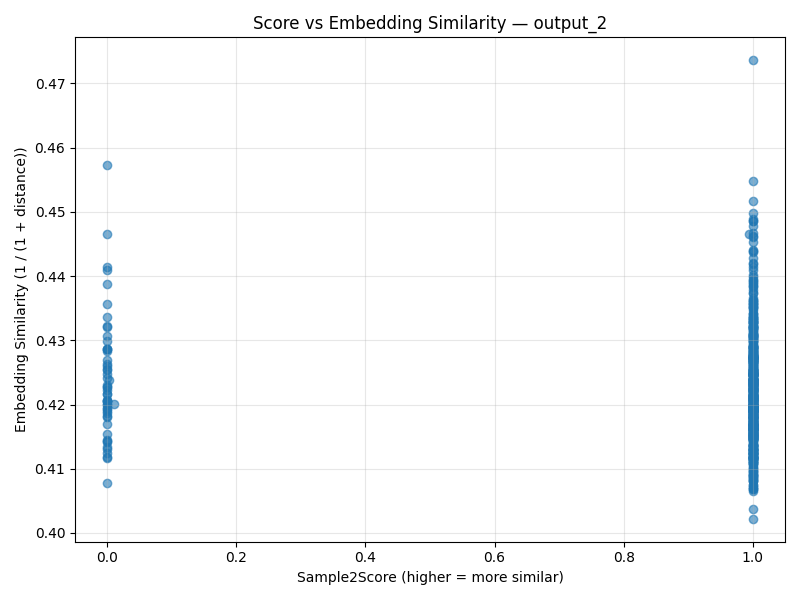 Score vs Embedding Similarity — output_2
Embedding Similarity (1 / (1 + distance))
0.47
0.46
0.45
0.44
0.43
0.42
0.41
0.40
0.0 0.2 0.4 0.6 0.8 1.0
Sample2Score (higher = more similar)